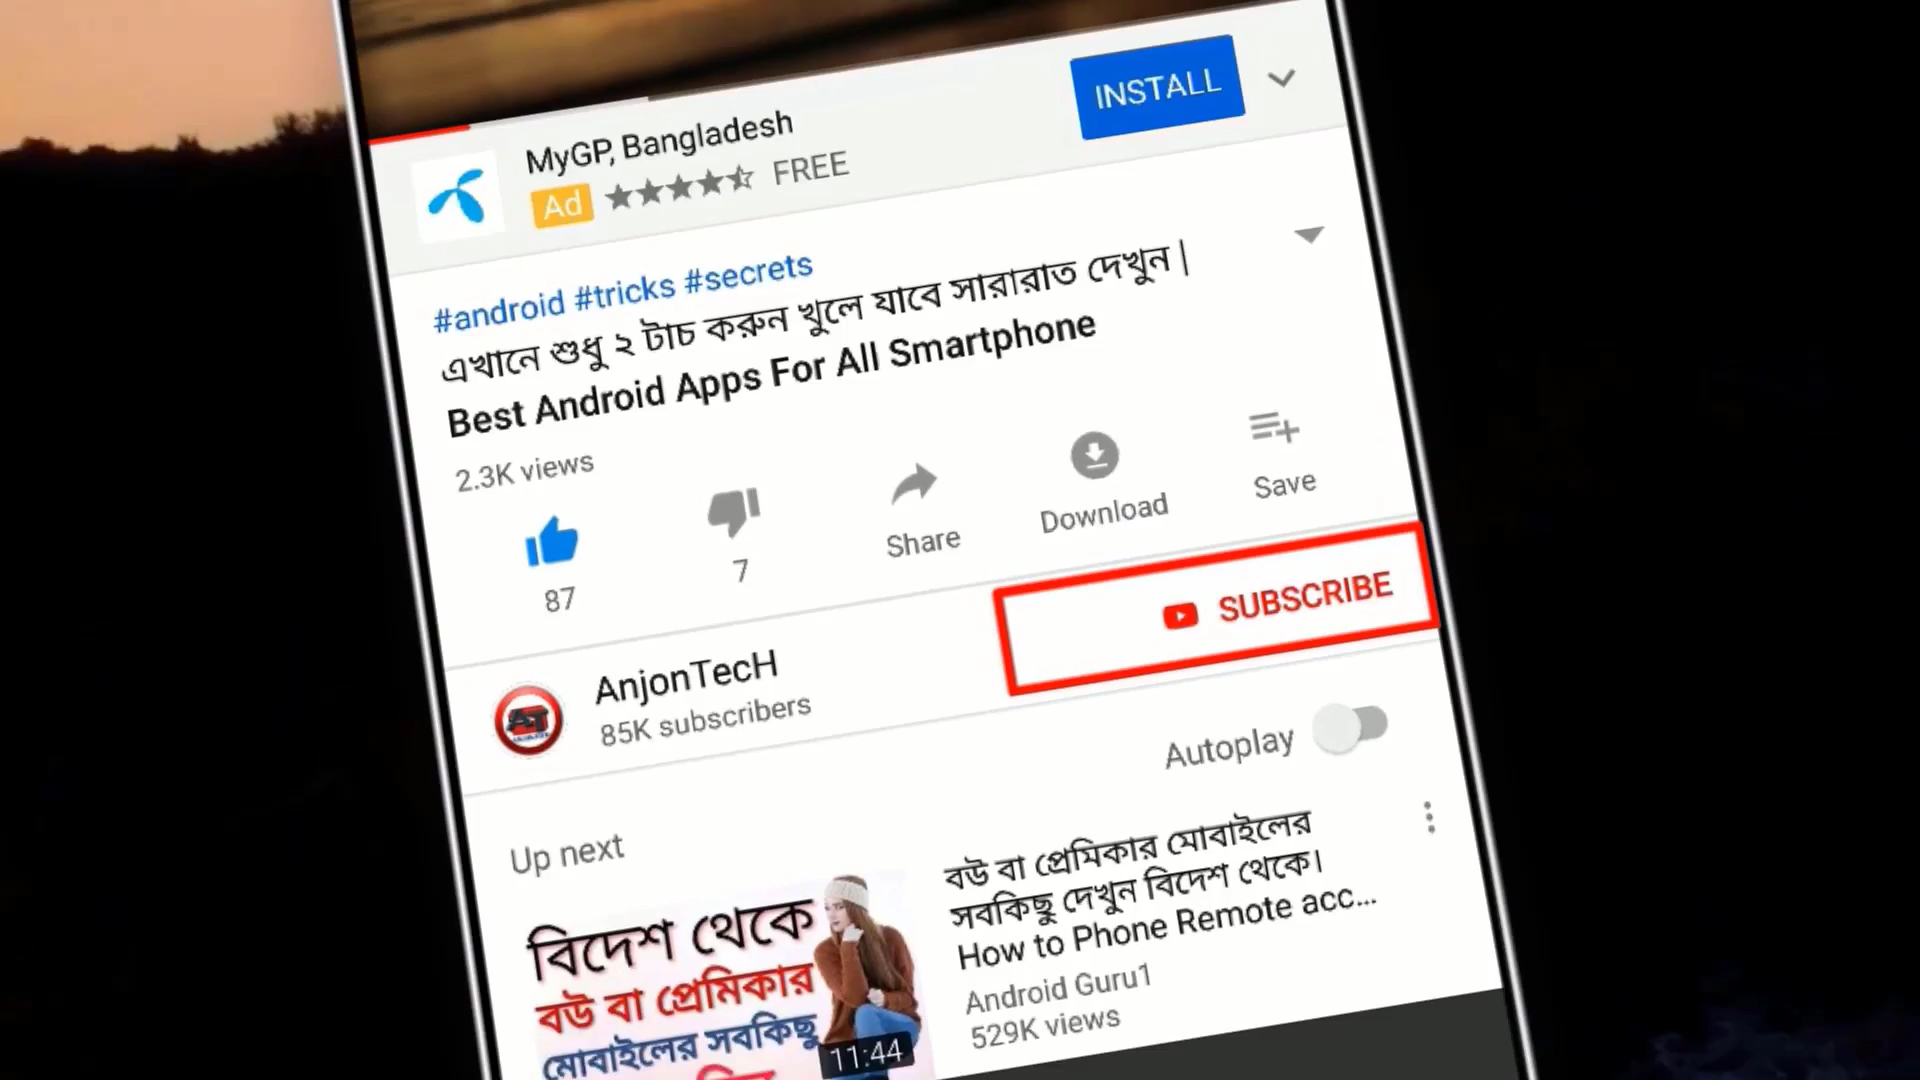 MyGP, Bangladesh
Ad FREE
INSTALL
#android #tricks #secrets
এখানে শুধু ২ টাচ করুন খুলে যাবে সারারাত দেখুন |
Best Android Apps For All Smartphone
2.3K views
87
7
Share
Download
Save
AnjonTecH
85K subscribers
SUBSCRIBE
Autoplay
Up next
বিদেশ থেকে
বউ বা প্রেমিকার
মোবাইলের সবকিছু
11:44
বউ বা প্রেমিকার মোবাইলের
সবকিছু দেখুন বিদেশ থেকে।
How to Phone Remote acc...
Android Guru1
529K views